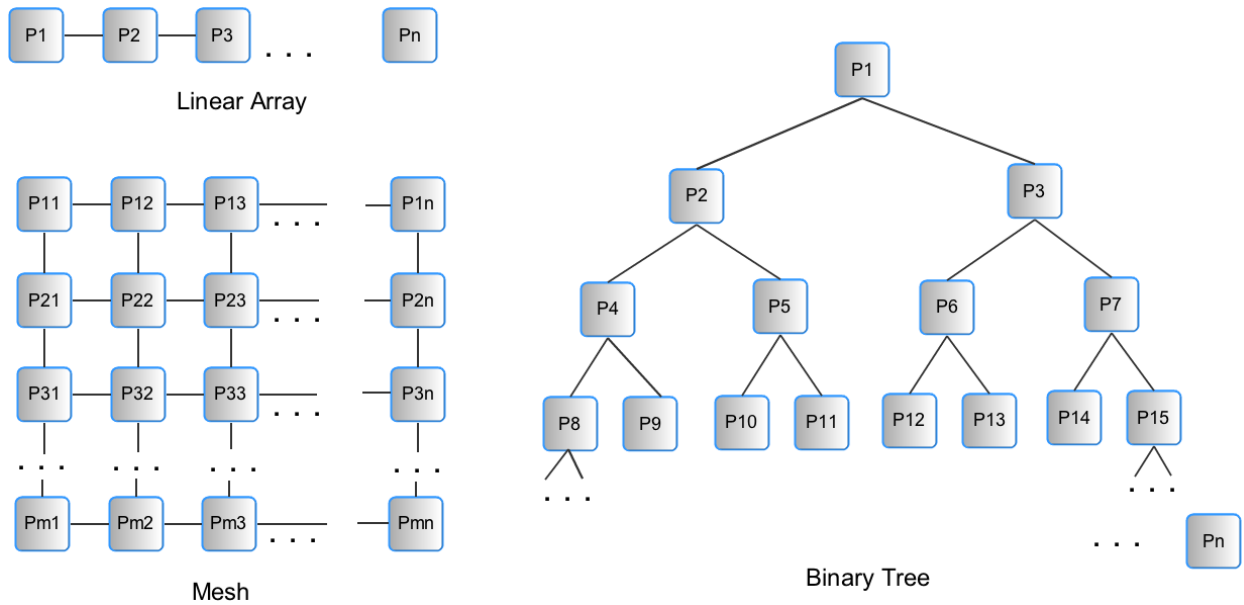 P1 P2 P3 . . . Pn
Linear Array
P11 P12 P13 . . . P1n
P21 P22 P23 . . . P2n
P31 P32 P33 . . . P3n
. . . . . . . . . . . .
Pm1 Pm2 Pm3 . . . Pmn
Mesh
P1
P2 P3
P4 P5 P6 P7
P8 P9 P10 P11 P12 P13 P14 P15
. . . . . .
. . . Pn
Binary Tree